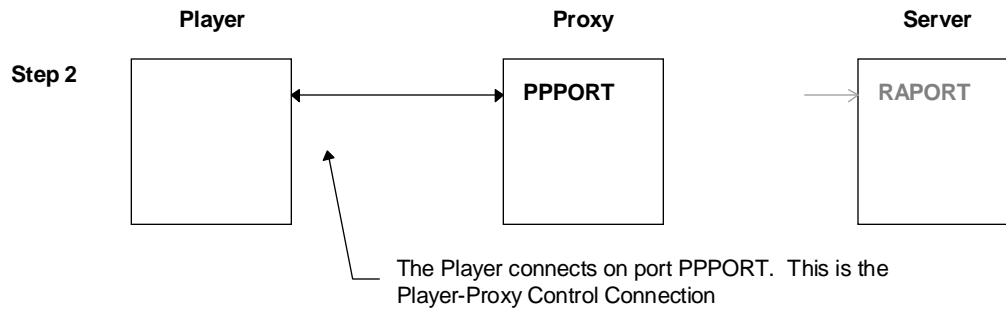 Player Proxy Server
Step 2
PPPORT RAPORT
The Player connects on port PPPORT. This is the
Player-Proxy Control Connection